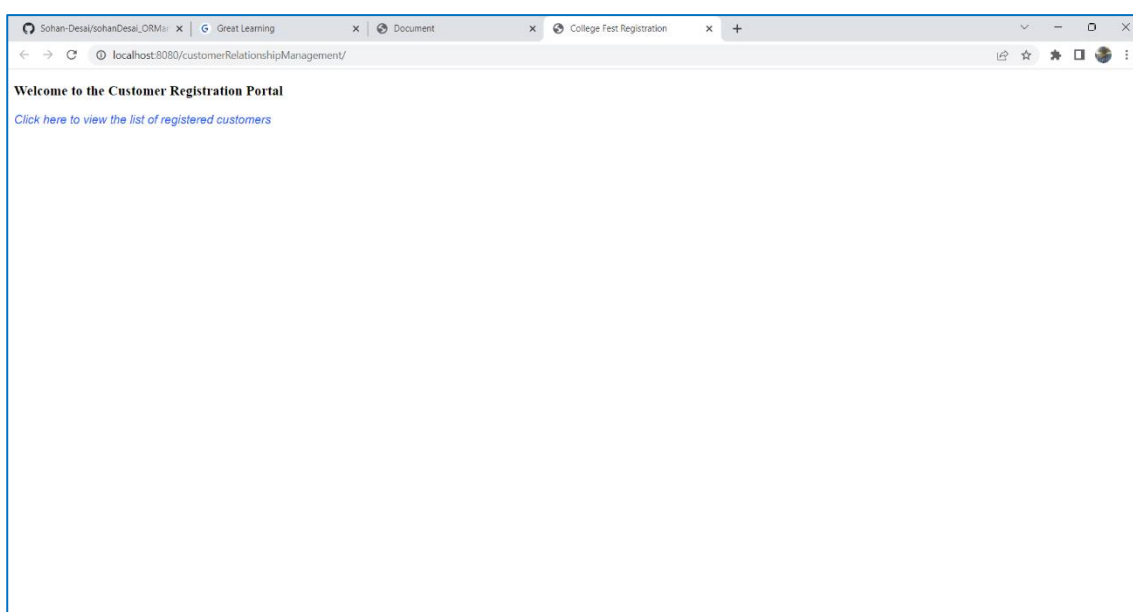 Sohan-Desai/sohanDesai_ORMa
Great Learning
Document
College Fest Registration
localhost:8080/customerRelationshipManagement/
Welcome to the Customer Registration Portal
Click here to view the list of registered customers